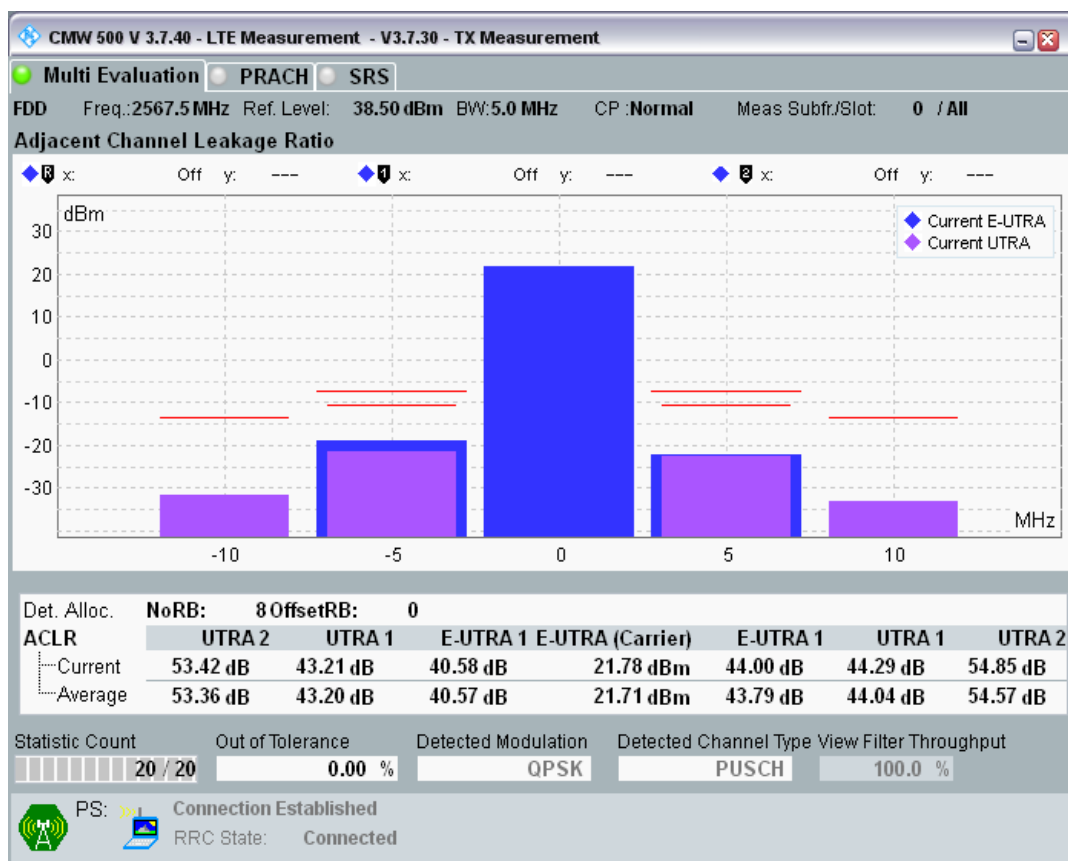 CMW 500 V 3.7.40 - LTE Measurement - V3.7.30 - TX Measurement
Multi Evaluation PRACH SRS
FDD Freq.:2567.5 MHz Ref. Level: 38.50 dBm BW:5.0 MHz CP :Normal Meas Subfr./Slot: 0 / All
Adjacent Channel Leakage Ratio
R x: Off y: --- 1 x: Off y: --- 2 x: Off y: ---
dBm
Current E-UTRA
Current UTRA
30
20
10
0
-10
-20
-30
MHz
-10 -5 0 5 10
Det. Alloc. NoRB: 8 OffsetRB: 0
ACLR UTRA 2 UTRA 1 E-UTRA 1 E-UTRA (Carrier) E-UTRA 1 UTRA 1 UTRA 2
Current 53.42 dB 43.21 dB 40.58 dB 21.78 dBm 44.00 dB 44.29 dB 54.85 dB
Average 53.36 dB 43.20 dB 40.57 dB 21.71 dBm 43.79 dB 44.04 dB 54.57 dB
Statistic Count Out of Tolerance Detected Modulation Detected Channel Type View Filter Throughput
20 / 20 0.00 % QPSK PUSCH 100.0 %
PS: Connection Established
RRC State: Connected